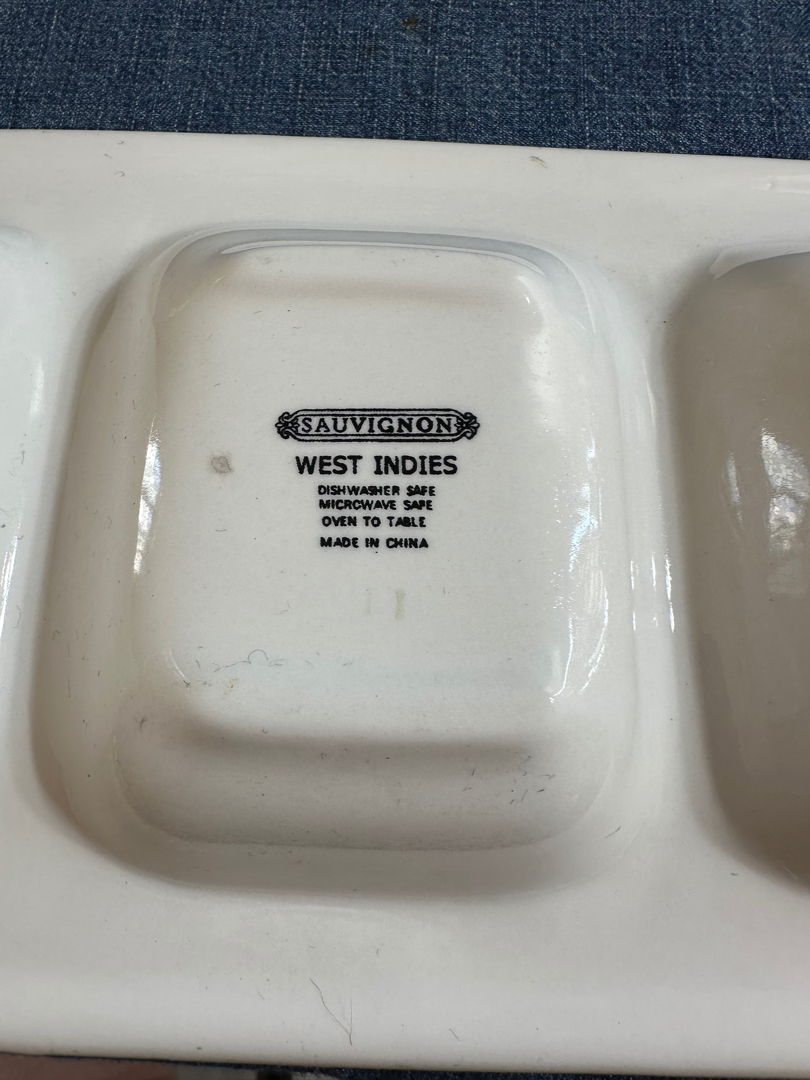 SAUVIGNON
WEST INDIES
DISHWASHER SAFE
MICROWAVE SAFE
OVEN TO TABLE
MADE IN CHINA